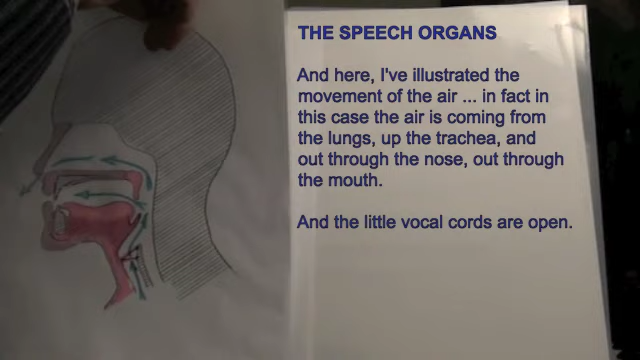 THE SPEECH ORGANS
And here, I've illustrated the
movement of the air ... in fact in
this case the air is coming from
the lungs, up the trachea, and
out through the nose, out through
the mouth.
And the little vocal cords are open.